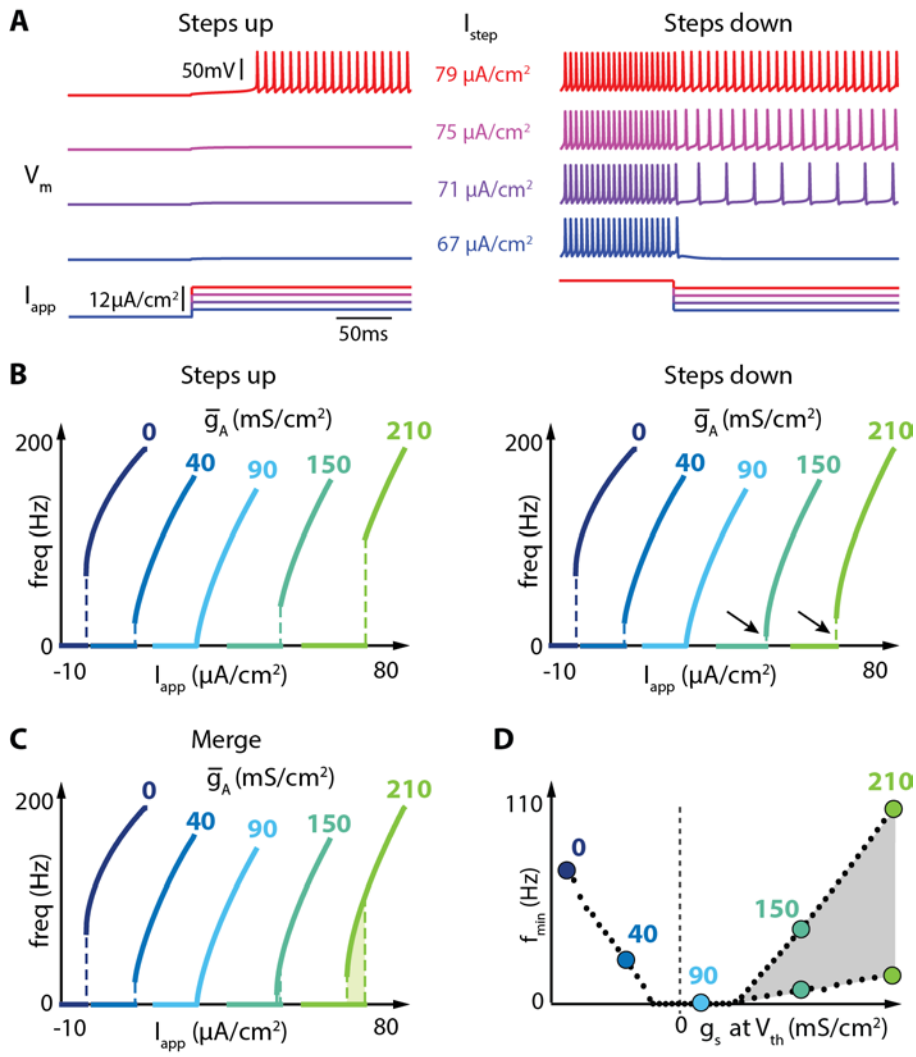 A
Steps up
I_step
Steps down
50mV
79 µA/cm²
75 µA/cm²
V_m
71 µA/cm²
67 µA/cm²
I_app
12µA/cm²
50ms
B
Steps up
Steps down
g̅_A (mS/cm²)
g̅_A (mS/cm²)
200
0
40
90
150
210
200
0
40
90
150
210
freq (Hz)
freq (Hz)
0
0
-10
I_app (µA/cm²)
80
-10
I_app (µA/cm²)
80
C
Merge
D
g̅_A (mS/cm²)
200
0
40
90
150
210
freq (Hz)
0
-10
I_app (µA/cm²)
80
110
f_min (Hz)
0
0
40
90
150
210
0
g_s at V_th (mS/cm²)